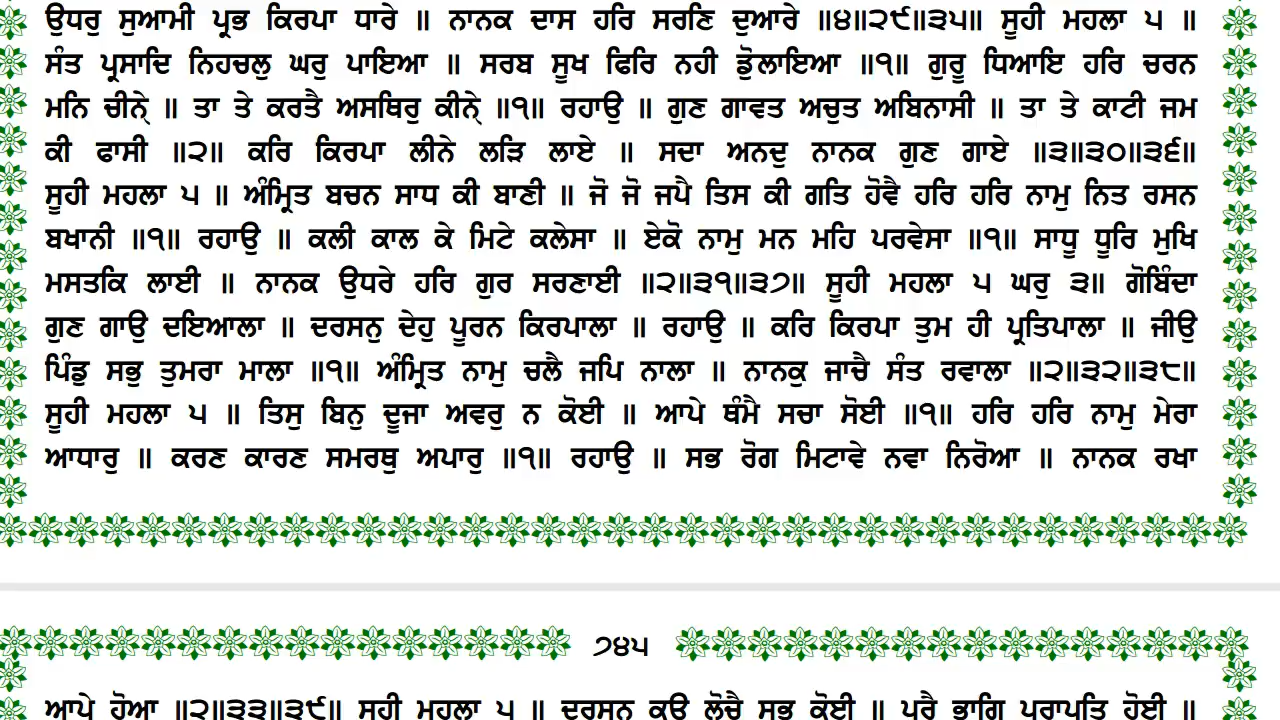 ਉਧਰੁ ਸੁਆਮੀ ਪ੍ਰਭ ਕਿਰਪਾ ਧਾਰੇ ॥ ਨਾਨਕ ਦਾਸ ਹਰਿ ਸਰਣਿ ਦੁਆਰੇ ॥੪॥੨੯॥੩੫॥ ਸੂਹੀ ਮਹਲਾ ੫ ॥
ਸੰਤ ਪ੍ਰਸਾਦਿ ਨਿਹਚਲੁ ਘਰੁ ਪਾਇਆ ॥ ਸਰਬ ਸੂਖ ਫਿਰਿ ਨਹੀ ਡੋੁਲਾਇਆ ॥੧॥ ਗੁਰੂ ਧਿਆਇ ਹਰਿ ਚਰਨ
ਮਨਿ ਚੀਨੇ੍ ॥ ਤਾ ਤੇ ਕਰਤੈ ਅਸਥਿਰੁ ਕੀਨੇ੍ ॥੧॥ ਰਹਾਉ ॥ ਗੁਣ ਗਾਵਤ ਅਚੁਤ ਅਬਿਨਾਸੀ ॥ ਤਾ ਤੇ ਕਾਟੀ ਜਮ
ਕੀ ਫਾਸੀ ॥੨॥ ਕਰਿ ਕਿਰਪਾ ਲੀਨੇ ਲੜਿ ਲਾਏ ॥ ਸਦਾ ਅਨਦੁ ਨਾਨਕ ਗੁਣ ਗਾਏ ॥੩॥੩੦॥੩੬॥
ਸੂਹੀ ਮਹਲਾ ੫ ॥ ਅੰਮ੍ਰਿਤ ਬਚਨ ਸਾਧ ਕੀ ਬਾਣੀ ॥ ਜੋ ਜੋ ਜਪੈ ਤਿਸ ਕੀ ਗਤਿ ਹੋਵੈ ਹਰਿ ਹਰਿ ਨਾਮੁ ਨਿਤ ਰਸਨ
ਬਖਾਨੀ ॥੧॥ ਰਹਾਉ ॥ ਕਲੀ ਕਾਲ ਕੇ ਮਿਟੇ ਕਲੇਸਾ ॥ ਏਕੋ ਨਾਮੁ ਮਨ ਮਹਿ ਪਰਵੇਸਾ ॥੧॥ ਸਾਧੂ ਧੂਰਿ ਮੁਖਿ
ਮਸਤਕਿ ਲਾਈ ॥ ਨਾਨਕ ਉਧਰੇ ਹਰਿ ਗੁਰ ਸਰਣਾਈ ॥੨॥੩੧॥੩੭॥ ਸੂਹੀ ਮਹਲਾ ੫ ਘਰੁ ੩॥ ਗੋਬਿੰਦਾ
ਗੁਣ ਗਾਉ ਦਇਆਲਾ ॥ ਦਰਸਨੁ ਦੇਹੁ ਪੂਰਨ ਕਿਰਪਾਲਾ ॥ ਰਹਾਉ ॥ ਕਰਿ ਕਿਰਪਾ ਤੁਮ ਹੀ ਪ੍ਰਤਿਪਾਲਾ ॥ ਜੀਉ
ਪਿੰਡੁ ਸਭੁ ਤੁਮਰਾ ਮਾਲਾ ॥੧॥ ਅੰਮ੍ਰਿਤ ਨਾਮੁ ਚਲੈ ਜਪਿ ਨਾਲਾ ॥ ਨਾਨਕੁ ਜਾਚੈ ਸੰਤ ਰਵਾਲਾ ॥੨॥੩੨॥੩੮॥
ਸੂਹੀ ਮਹਲਾ ੫ ॥ ਤਿਸੁ ਬਿਨੁ ਦੂਜਾ ਅਵਰੁ ਨ ਕੋਈ ॥ ਆਪੇ ਥੰਮੈ ਸਚਾ ਸੋਈ ॥੧॥ ਹਰਿ ਹਰਿ ਨਾਮੁ ਮੇਰਾ
ਆਧਾਰੁ ॥ ਕਰਣ ਕਾਰਣ ਸਮਰਥੁ ਅਪਾਰੁ ॥੧॥ ਰਹਾਉ ॥ ਸਭ ਰੋਗ ਮਿਟਾਵੇ ਨਵਾ ਨਿਰੋਆ ॥ ਨਾਨਕ ਰਖਾ
੭੪੫
ਆਪੇ ਹੋਆ ॥੨॥੩੩॥੩੯॥ ਸੂਹੀ ਮਹਲਾ ੫ ॥ ਦਰਸਨ ਕਉ ਲੋਚੈ ਸਭੁ ਕੋਈ ॥ ਪੂਰੈ ਭਾਗਿ ਪਰਾਪਤਿ ਹੋਈ ॥